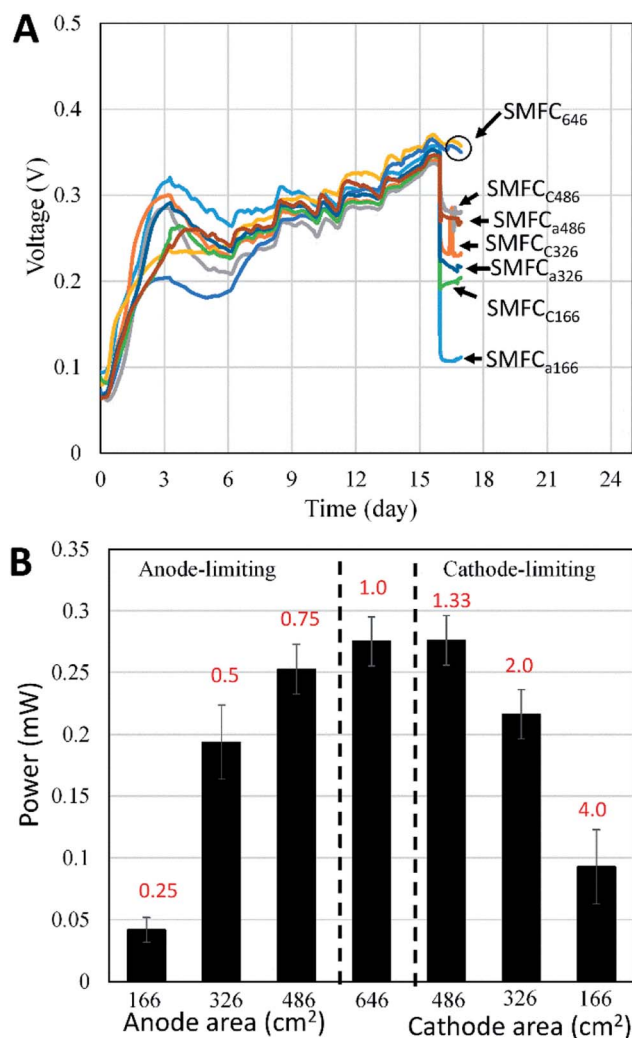 A
0.5
0.4
0.3
0.2
0.1
0
Voltage (V)
0 3 6 9 12 15 18 21 24
Time (day)
SMFC₆₄₆
SMFC_C486
SMFCₐ₄₈₆
SMFC_C326
SMFCₐ₃₂₆
SMFC_C166
SMFCₐ₁₆₆
B
0.35
0.3
0.25
0.2
0.15
0.1
0.05
0
Power (mW)
Anode-limiting
Cathode-limiting
0.25
0.5
0.75
1.0
1.33
2.0
4.0
166 326 486 646 486 326 166
Anode area (cm²) Cathode area (cm²)